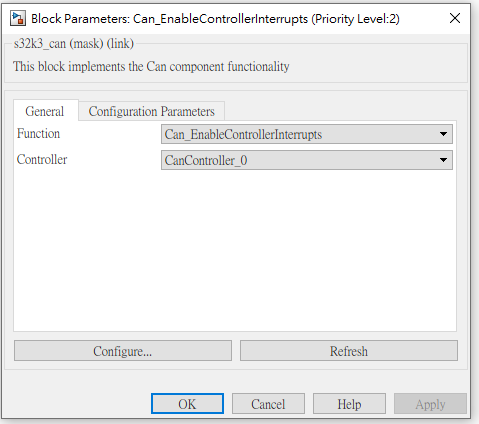 Block Parameters: Can_EnableControllerInterrupts (Priority Level:2)
s32k3_can (mask) (link)
This block implements the Can component functionality
General Configuration Parameters
Function Can_EnableControllerInterrupts
Controller CanController_0
Configure... Refresh
OK Cancel Help Apply